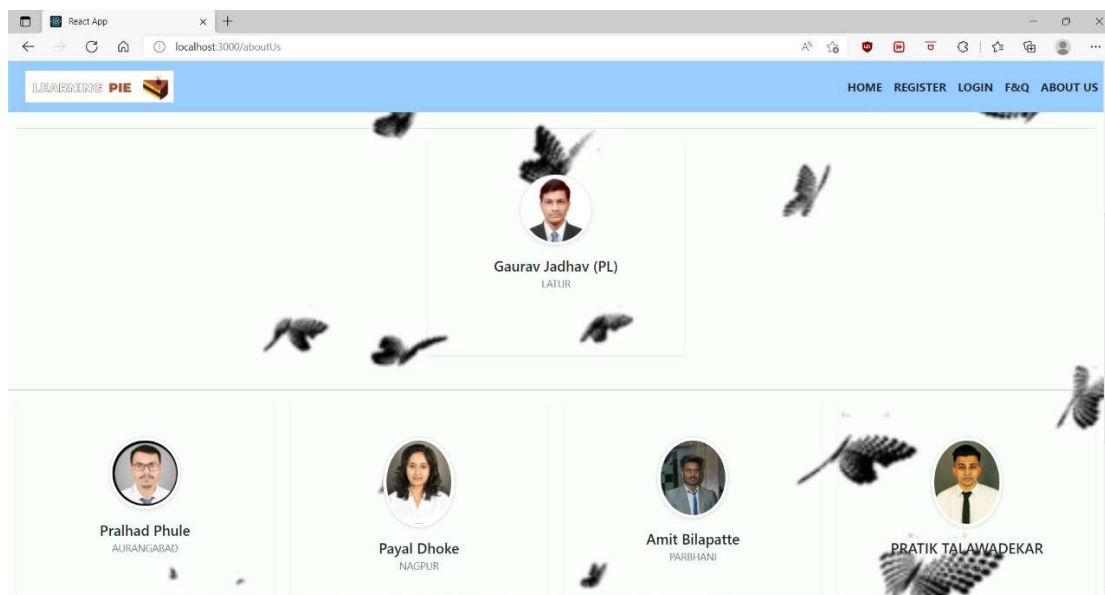 React App
localhost:3000/aboutUs
LEARNING PIE
HOME REGISTER LOGIN F&Q ABOUT US
Gaurav Jadhav (PL)
LATUR
Pralhad Phule
AURANGABAD
Payal Dhoke
NAGPUR
Amit Bilapatte
PARBHANI
PRATIK TALAWADEKAR